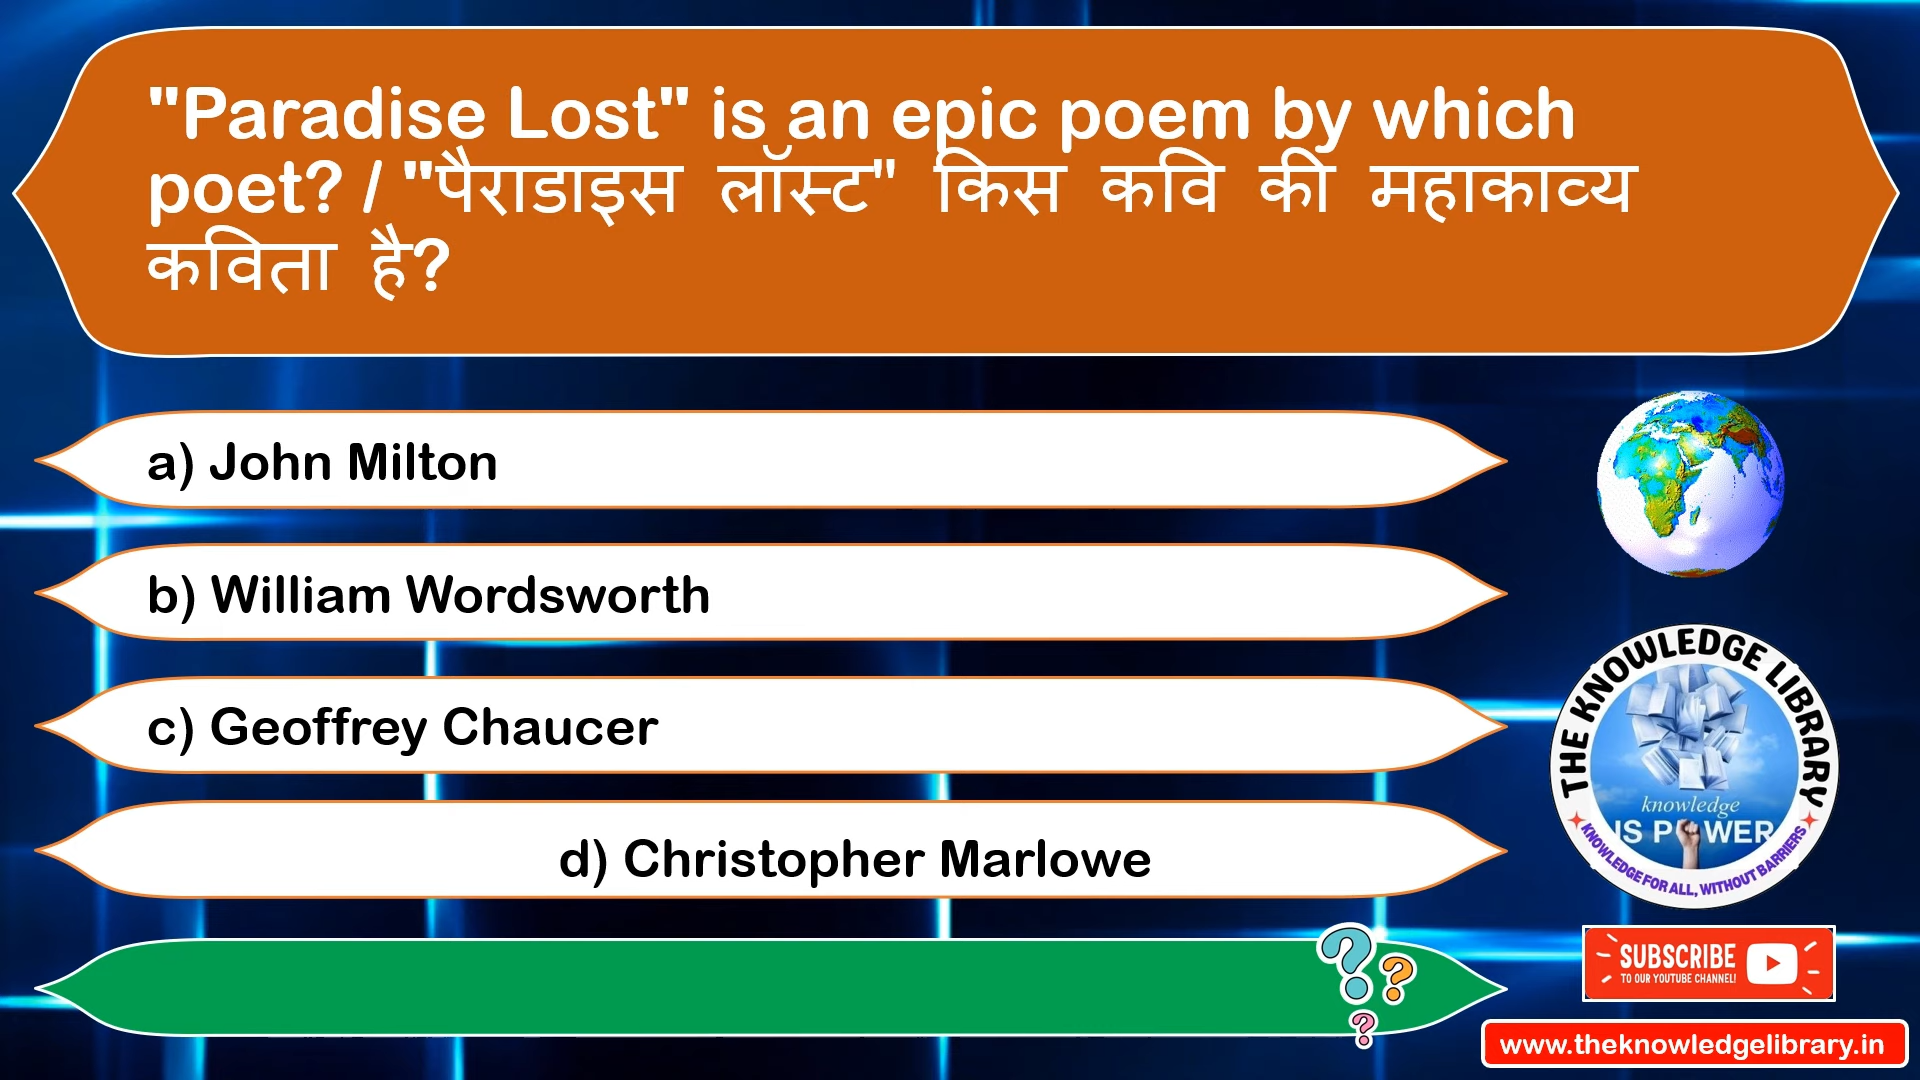 "Paradise Lost" is an epic poem by which
poet? / "पैराडाइस लॉस्ट" किस कवि की महाकाव्य
कविता है?
a) John Milton
b) William Wordsworth
c) Geoffrey Chaucer
d) Christopher Marlowe
THE KNOWLEDGE LIBRARY
knowledge
IS POWER
KNOWLEDGE FOR ALL, WITHOUT BARRIERS
SUBSCRIBE
TO OUR YOUTUBE CHANNEL!
www.theknowledgelibrary.in